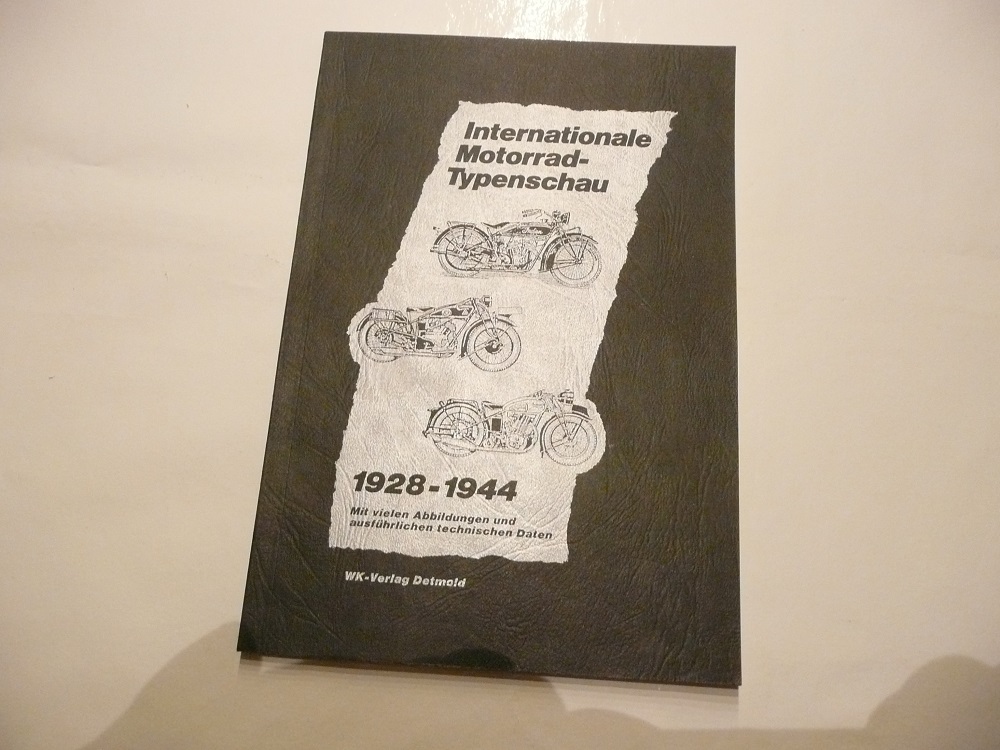 Internationale
Motorrad-
Typenschau
1928-1944
Mit vielen Abbildungen und
ausführlichen technischen Daten
WK-Verlag Detmold